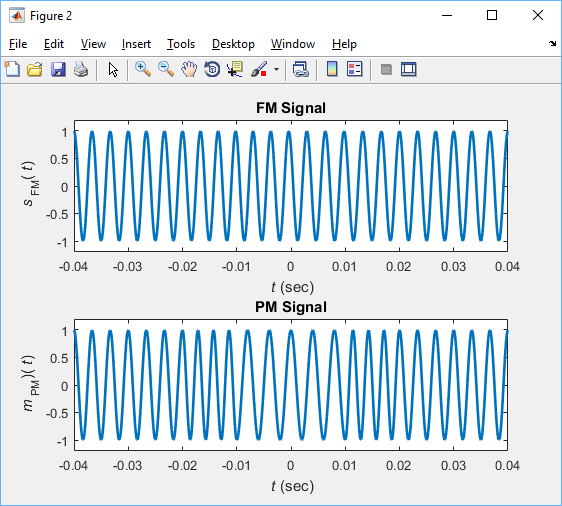 Figure 2
File Edit View Insert Tools Desktop Window Help
FM Signal
1
0.5
0
-0.5
-1
s FM( t)
-0.04 -0.03 -0.02 -0.01 0 0.01 0.02 0.03 0.04
t (sec)
PM Signal
1
0.5
0
-0.5
-1
m PM)( t)
-0.04 -0.03 -0.02 -0.01 0 0.01 0.02 0.03 0.04
t (sec)